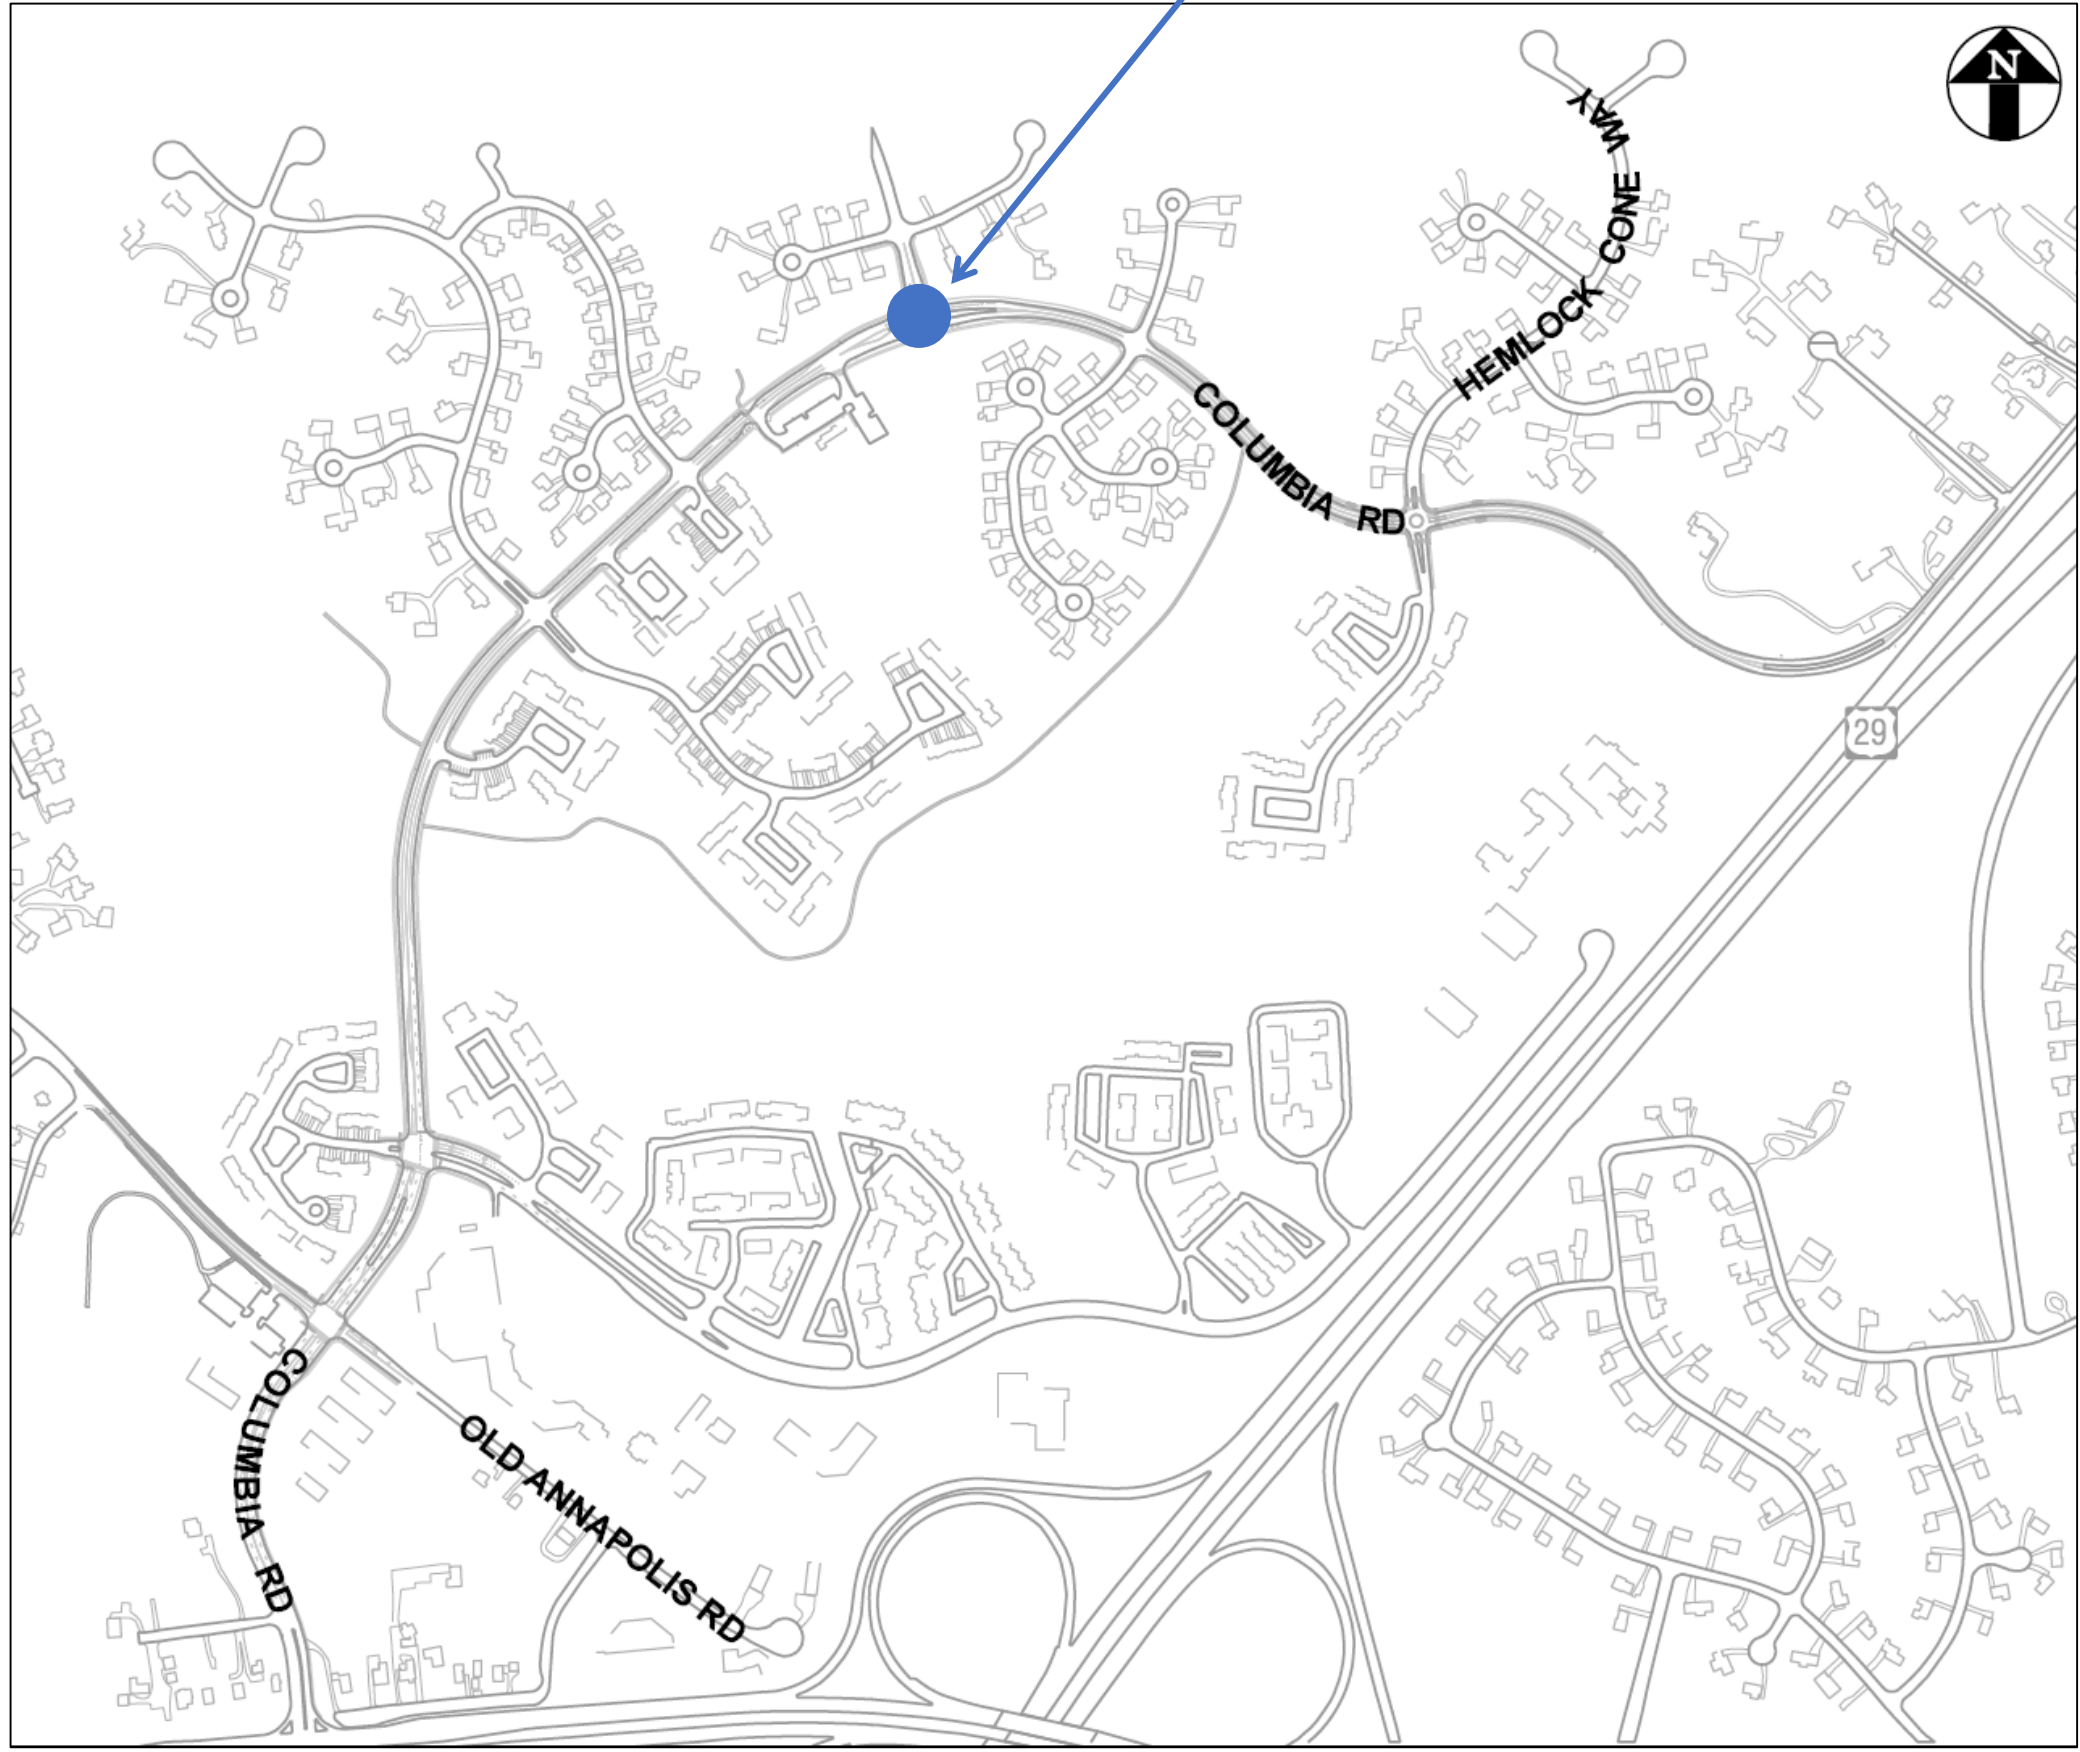 N
HEMLOCK CONE WAY
COLUMBIA RD
29
COLUMBIA RD
OLD ANNAPOLIS RD